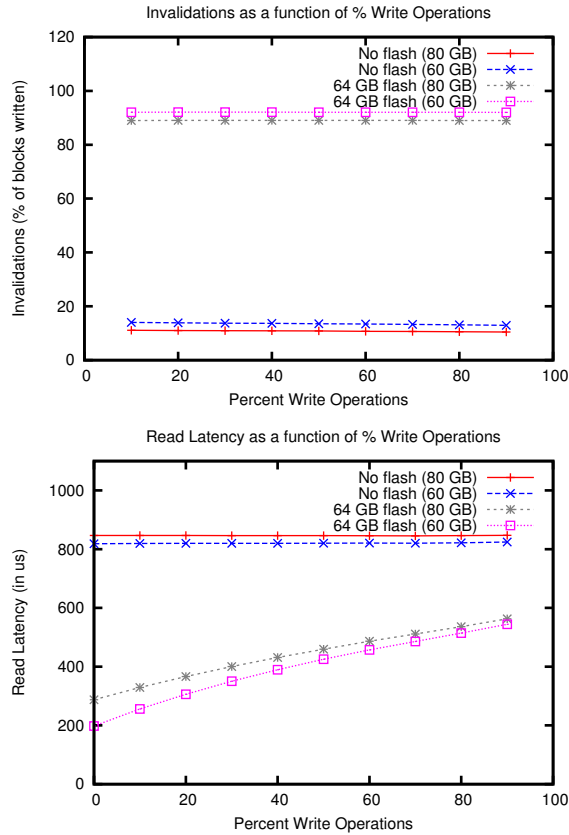 Invalidations as a function of % Write Operations
120
100
80
60
40
20
0
0 20 40 60 80 100
Invalidations (% of blocks written)
Percent Write Operations
No flash (80 GB)
No flash (60 GB)
64 GB flash (80 GB)
64 GB flash (60 GB)
Read Latency as a function of % Write Operations
1000
800
600
400
200
0
0 20 40 60 80 100
Read Latency (in us)
Percent Write Operations
No flash (80 GB)
No flash (60 GB)
64 GB flash (80 GB)
64 GB flash (60 GB)